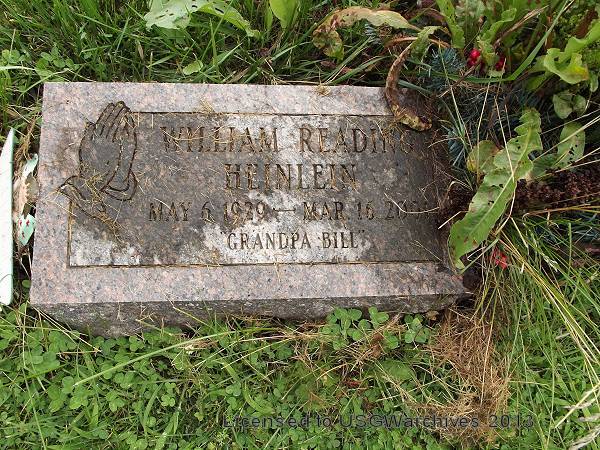 WILLIAM READING
HEINLEIN
MAY 6 1929 — MAR 16
"GRANDPA BILL"
Licensed to USGWarchives 2013